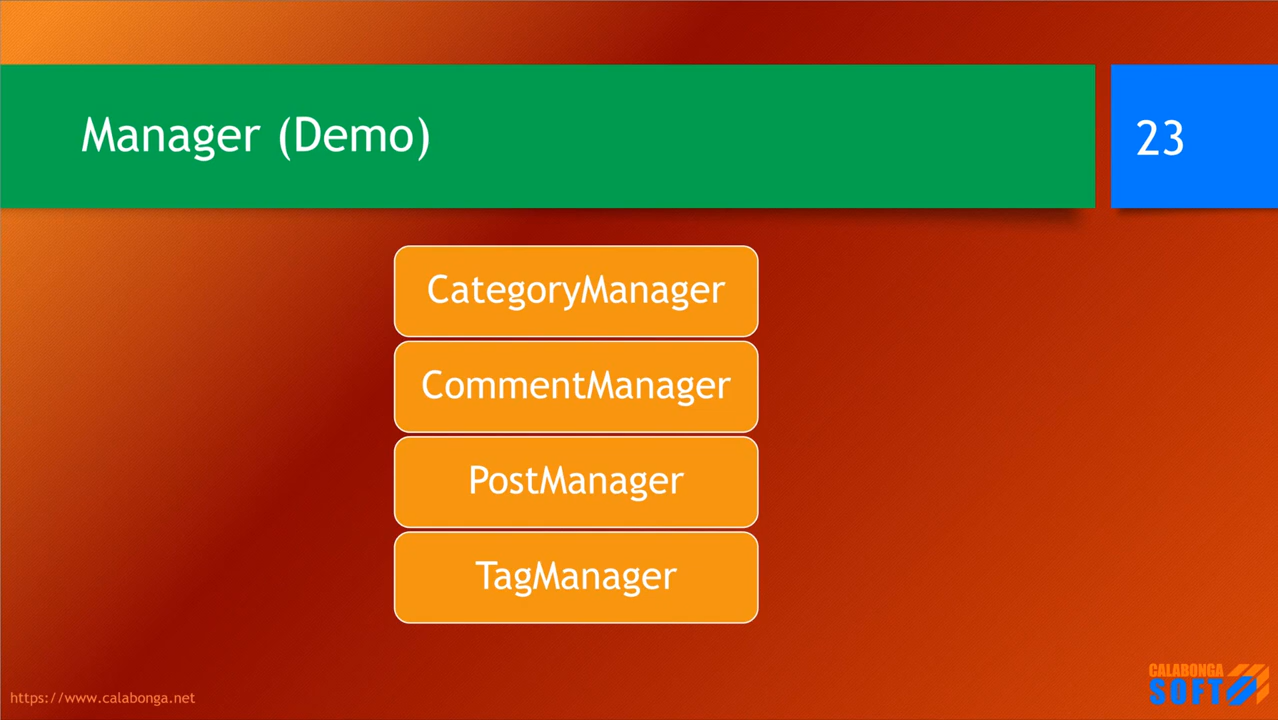 Manager (Demo)
23
CategoryManager
CommentManager
PostManager
TagManager
https://www.calabonga.net
CALABONGA
SOFT